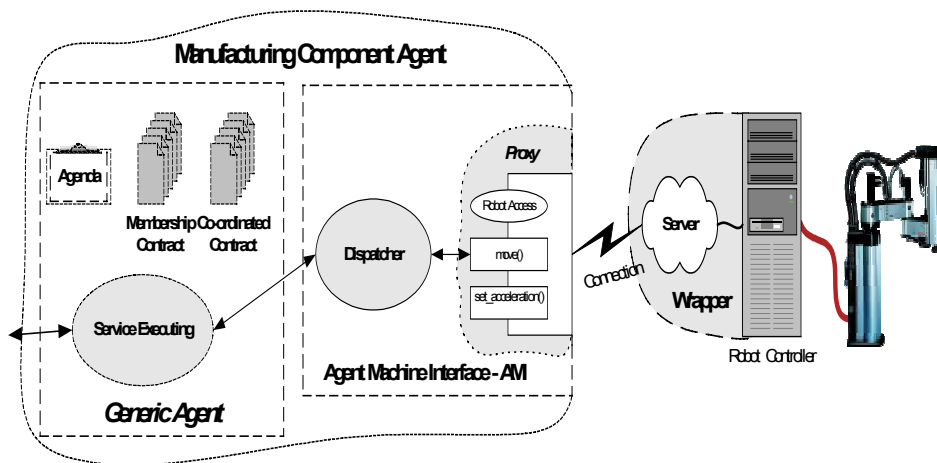 Manufacturing Component Agent
Agenda
Membership
Contract
Co-ordinated
Contract
Service Executing
Generic Agent
Dispatcher
Proxy
Robot Access
move()
set_acceleration()
Agent Machine Interface - AMI
Connection
Server
Wrapper
Robot Controller